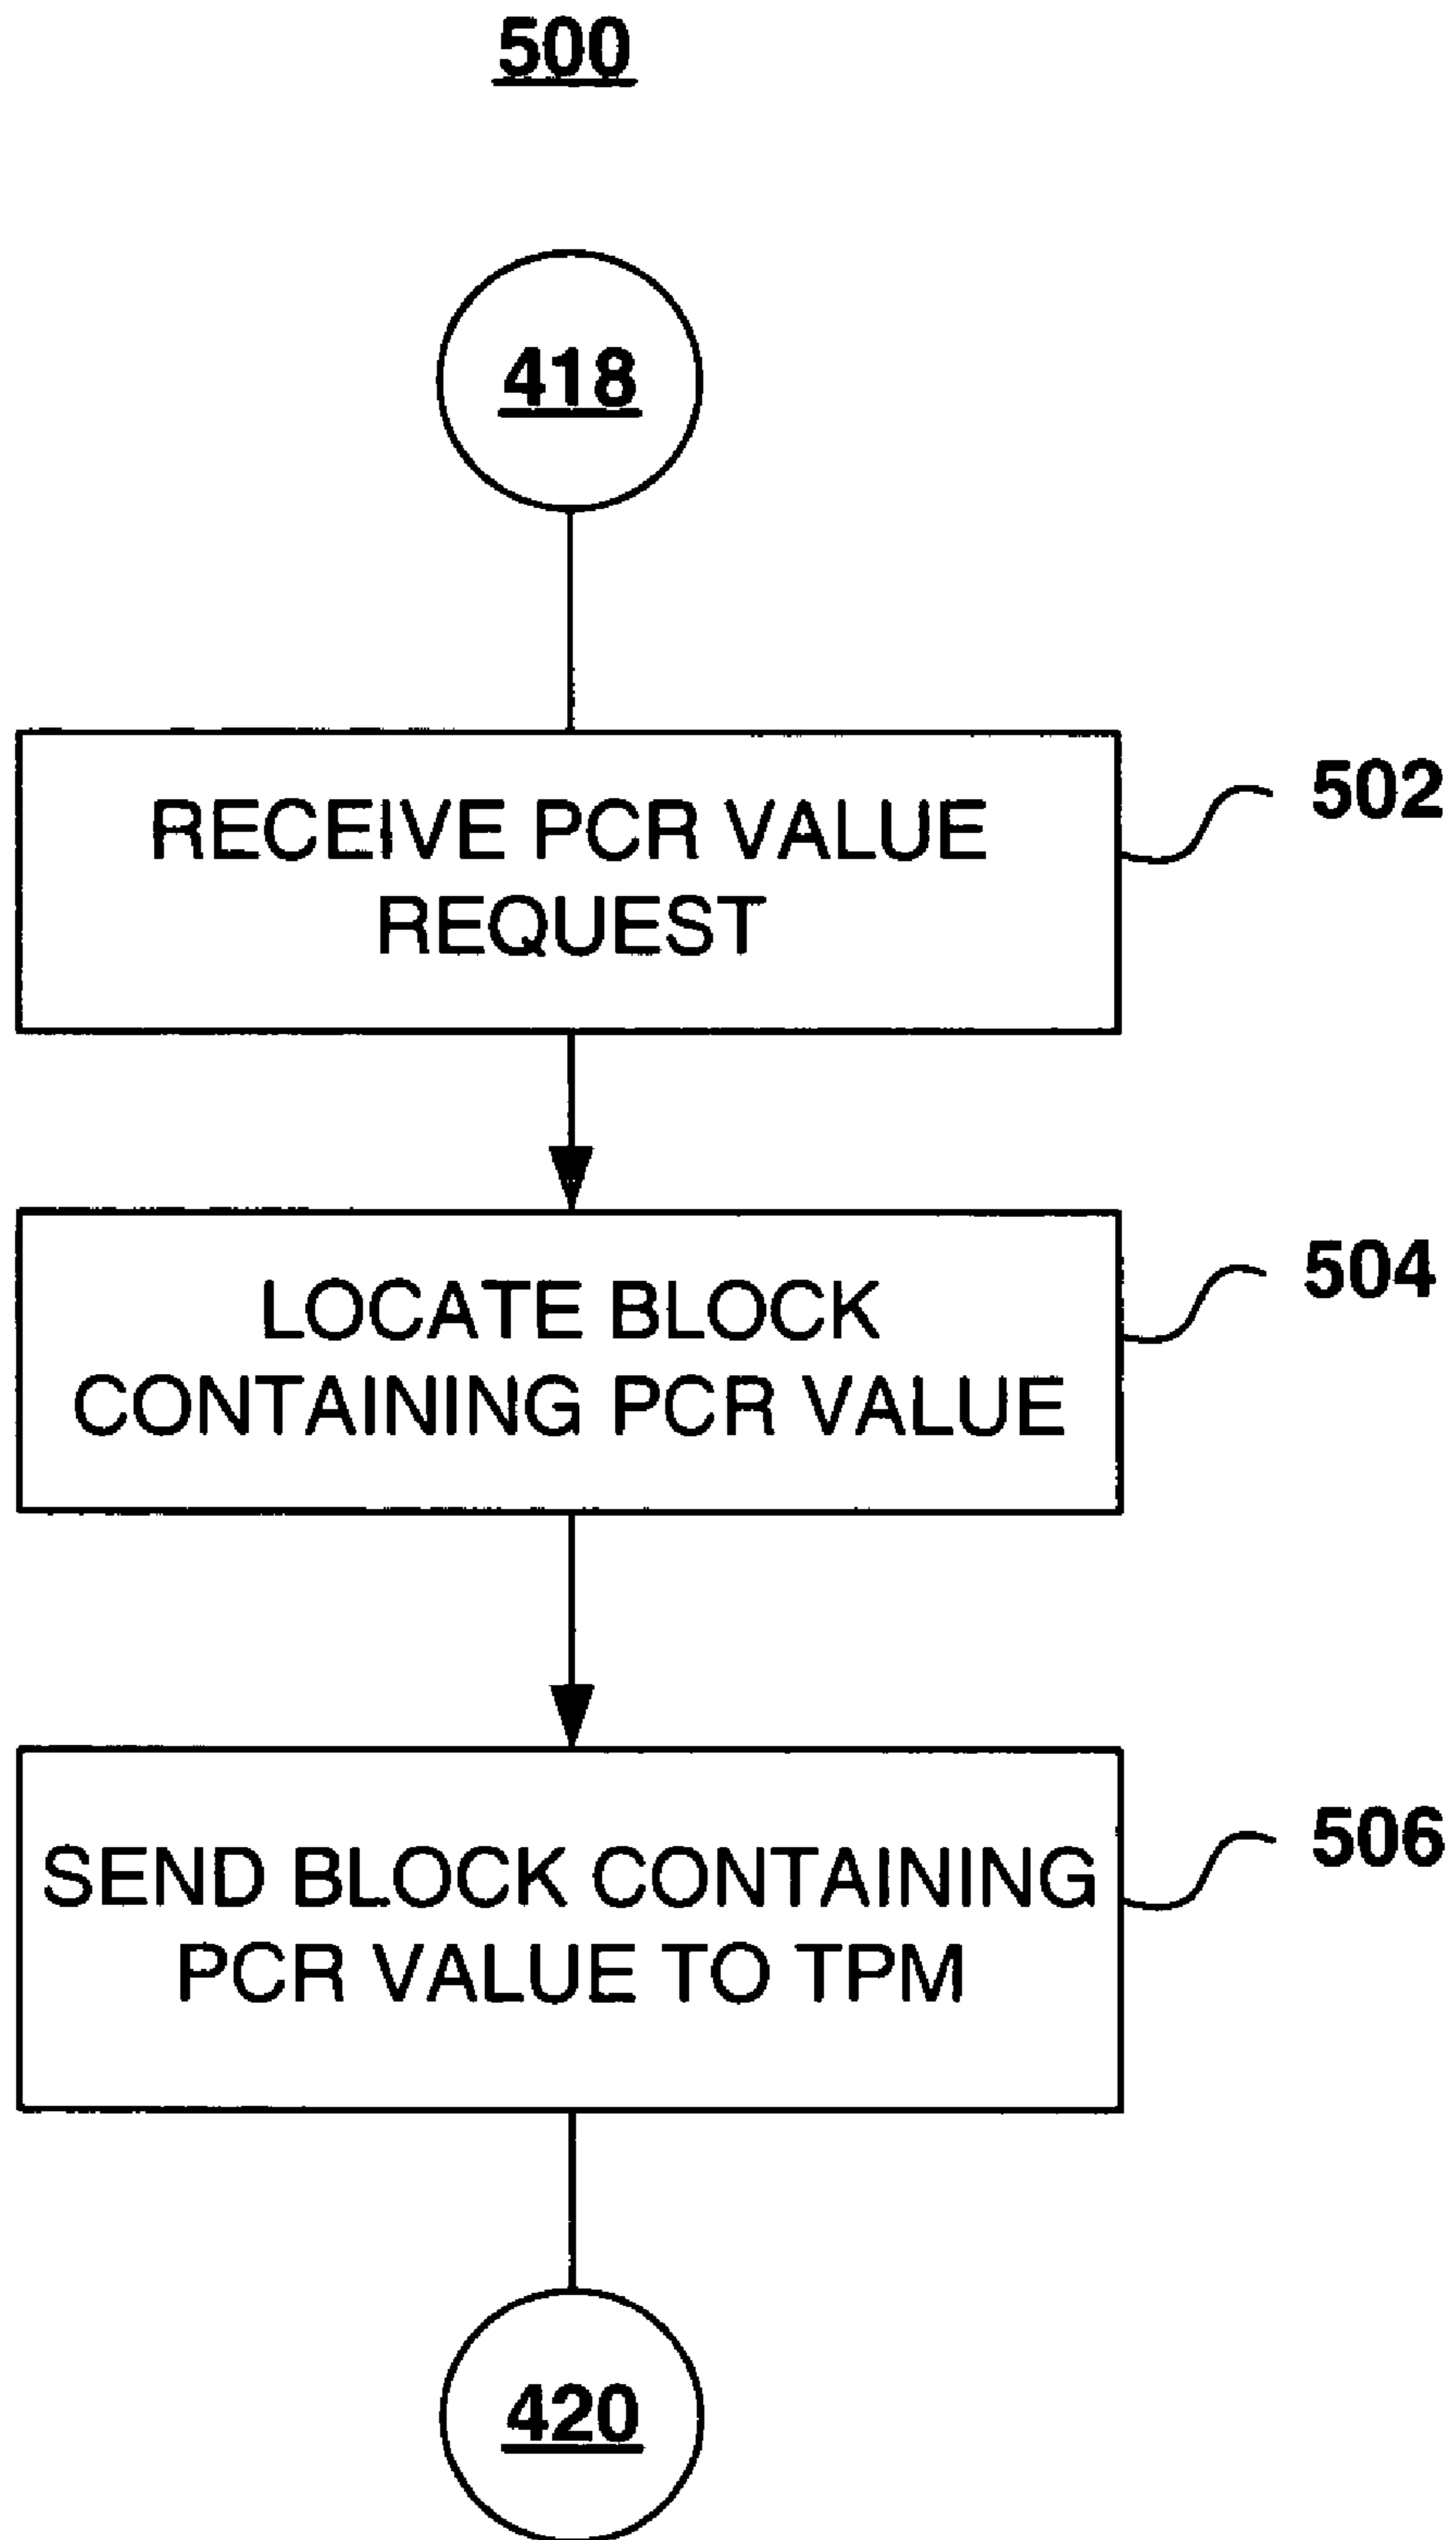 500
418
RECEIVE PCR VALUE
REQUEST
502
LOCATE BLOCK
CONTAINING PCR VALUE
504
SEND BLOCK CONTAINING
PCR VALUE TO TPM
506
420